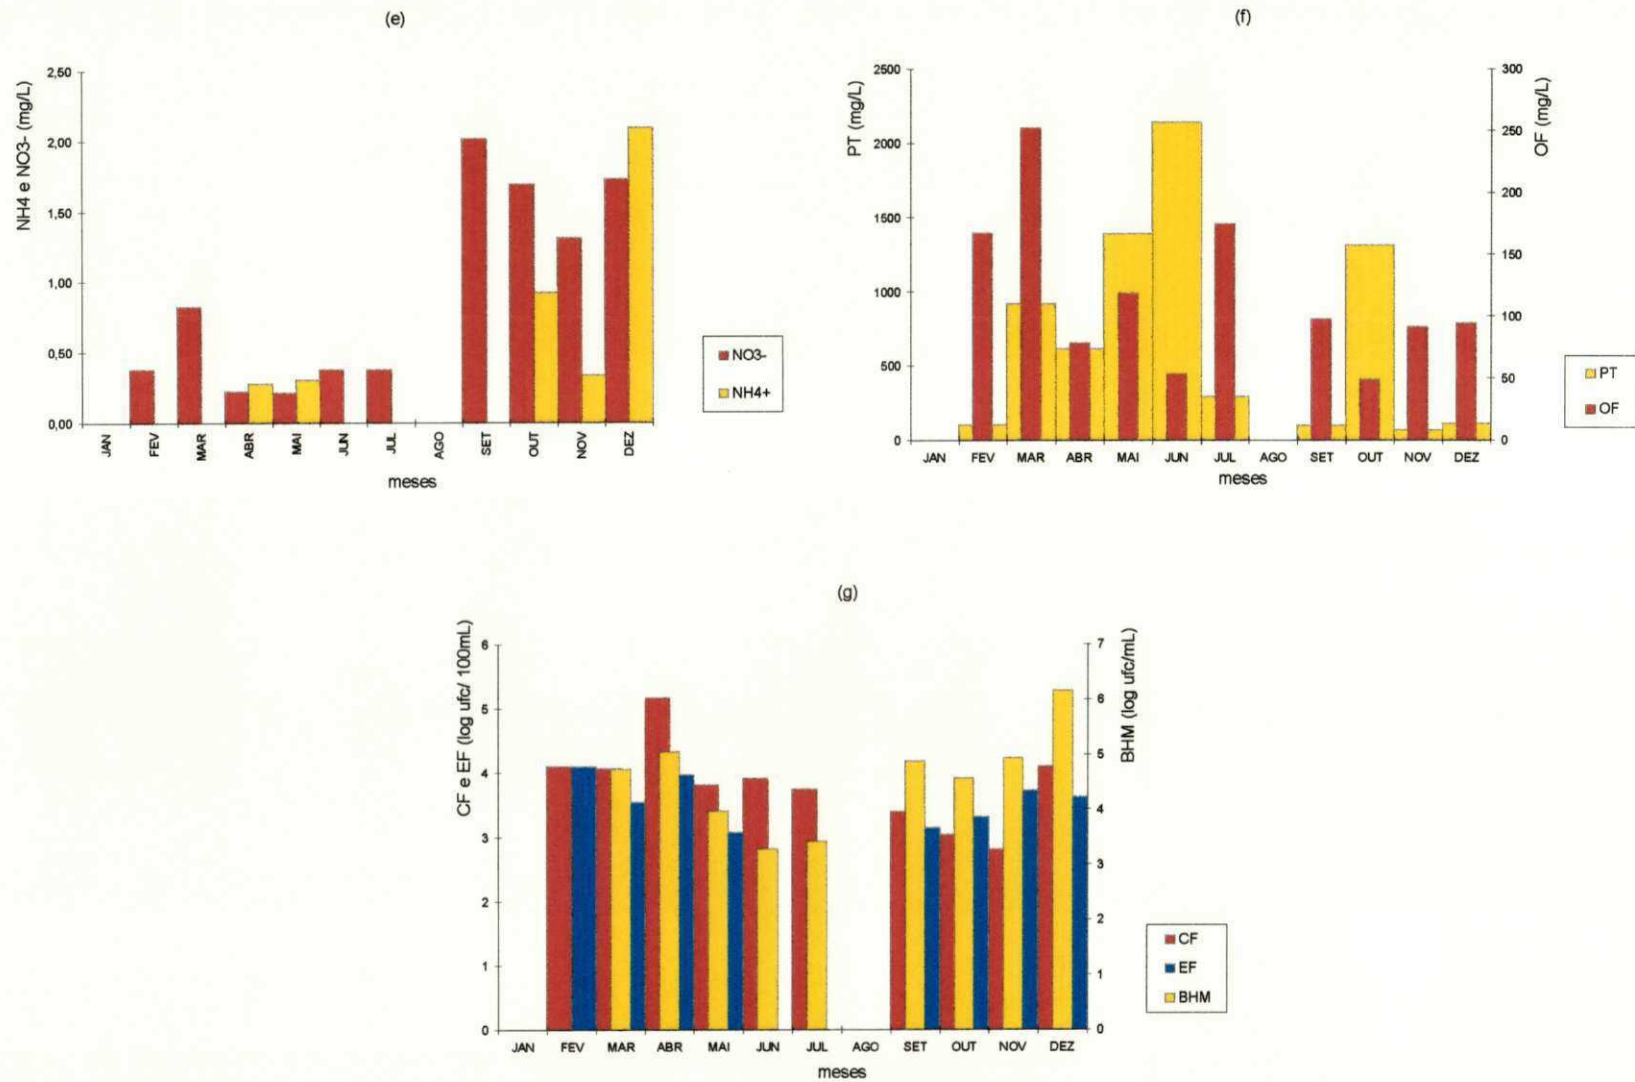 (e)
NH4 e NO3- (mg/L)
2,50
2,00
1,50
1,00
0,50
0,00
JAN
FEV
MAR
ABR
MAI
JUN
JUL
AGO
SET
OUT
NOV
DEZ
meses
NO3-
NH4+
(f)
PT (mg/L)
2500
2000
1500
1000
500
0
OF (mg/L)
300
250
200
150
100
50
0
JAN FEV MAR ABR MAI JUN JUL AGO SET OUT NOV DEZ
meses
PT
OF
(g)
CF e EF (log ufc/ 100mL)
6
5
4
3
2
1
0
BHM (log ufc/mL)
7
6
5
4
3
2
1
0
JAN FEV MAR ABR MAI JUN JUL AGO SET OUT NOV DEZ
meses
CF
EF
BHM